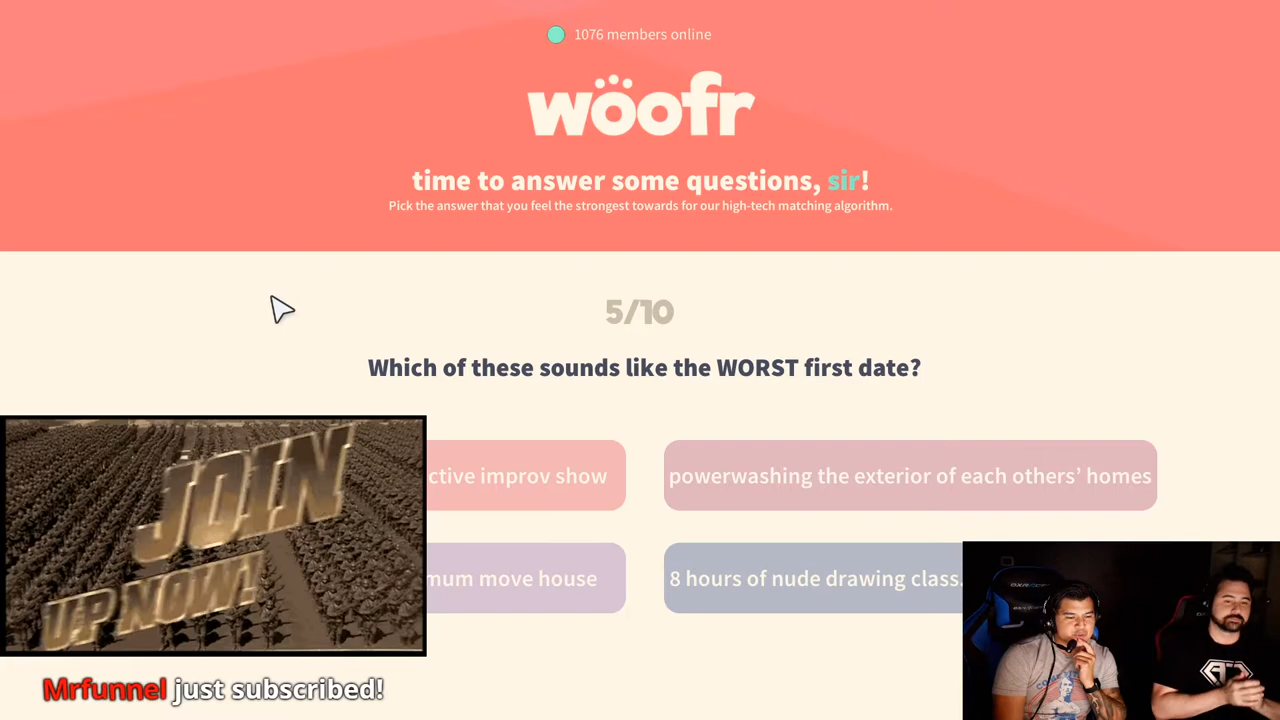 1076 members online
wöofr
time to answer some questions, sir!
Pick the answer that you feel the strongest towards for our high-tech matching algorithm.
5/10
Which of these sounds like the WORST first date?
ctive improv show
powerwashing the exterior of each others’ homes
mum move house
8 hours of nude drawing class.
JOIN
UP NOW!
Mrfunnel just subscribed!